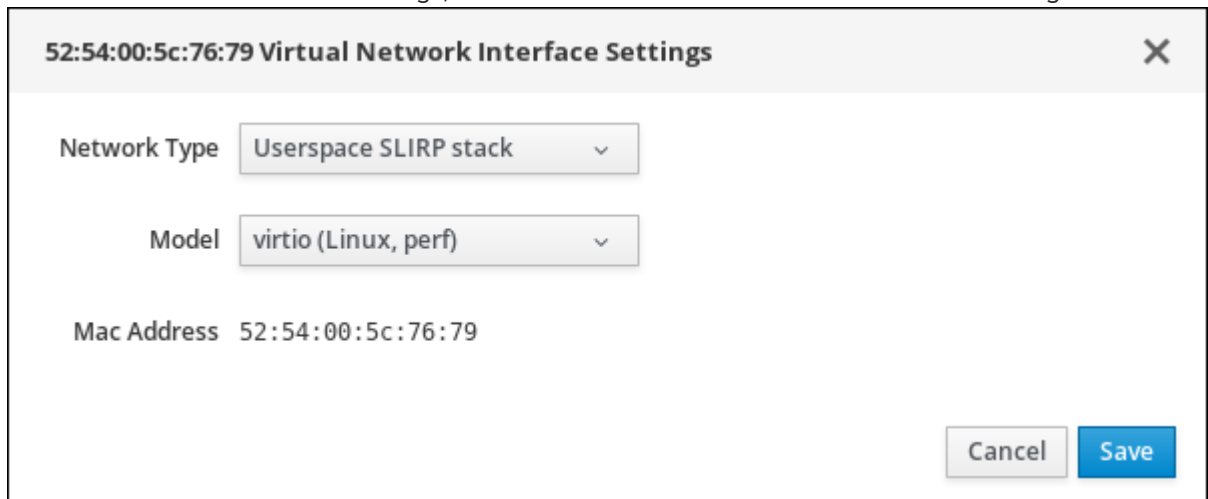 52:54:00:5c:76:79 Virtual Network Interface Settings
Network Type Userspace SLIRP stack
Model virtio (Linux, perf)
Mac Address 52:54:00:5c:76:79
Cancel Save